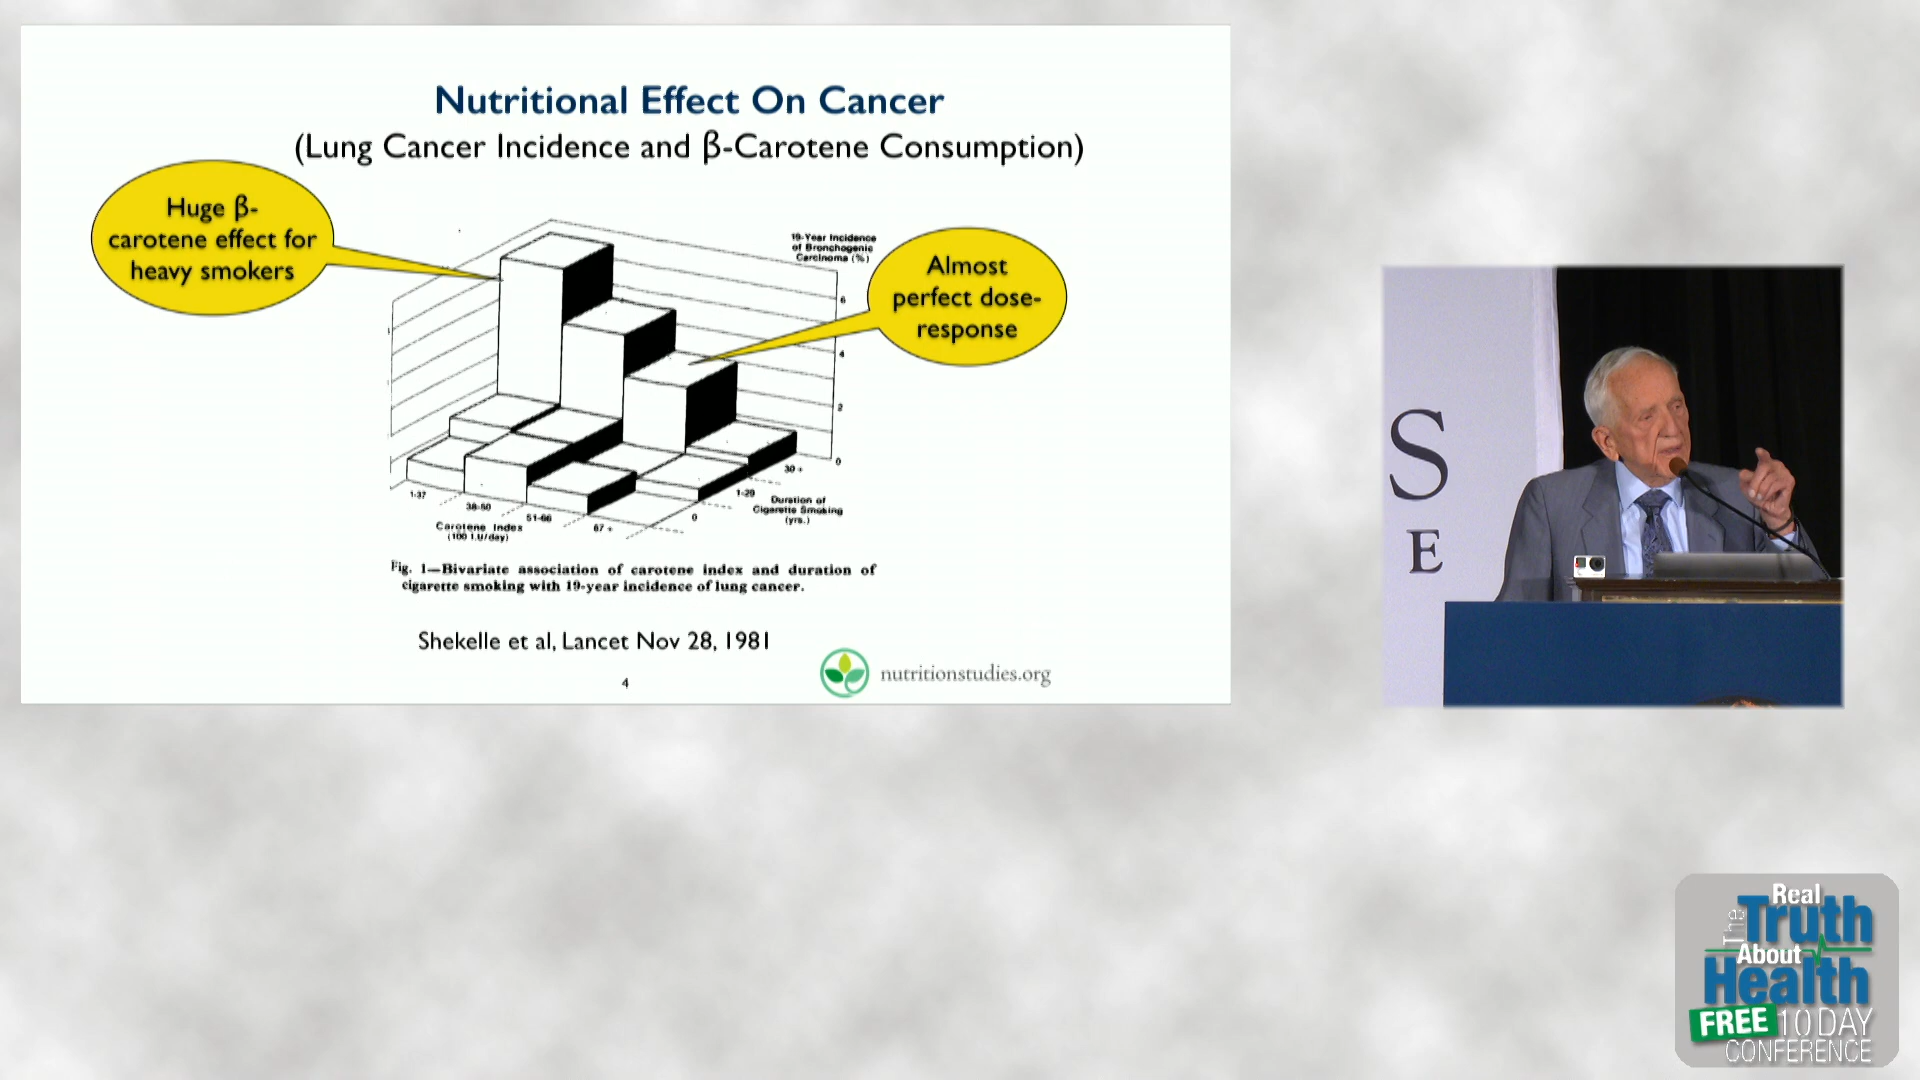 Nutritional Effect On Cancer
(Lung Cancer Incidence and β-Carotene Consumption)
Huge β-
carotene effect for
heavy smokers
Almost
perfect dose-
response
19-Year Incidence
of Bronchogenic
Carcinoma (%)
6
4
2
0
30 +
1-29
0
Duration of
Cigarette Smoking
(yrs.)
1-37
38-50
51-66
67 +
Carotene Index
(100 I.U/day)
Fig. 1—Bivariate association of carotene index and duration of
cigarette smoking with 19-year incidence of lung cancer.
Shekelle et al, Lancet Nov 28, 1981
4
nutritionstudies.org
S
E
The Real
Truth
About
Health
FREE 10 DAY
CONFERENCE